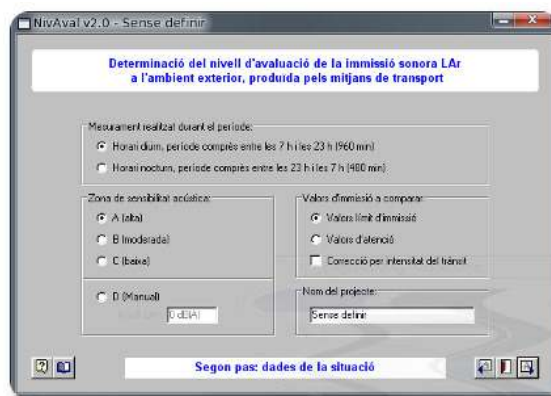 NivAval v2.0 - Sense definir
Determinació del nivell d'avaluació de la immissió sonora LAr
a l'ambient exterior, produïda pels mitjans de transport
Mesurament realitzat durant el període:
Horari diürn, període comprès entre les 7 h i les 23 h (960 min)
Horari nocturn, període comprès entre les 23 h i les 7 h (480 min)
Zona de sensibilitat acústica:
A (alta)
B (moderada)
C (baixa)
D (Manual)
0 dB(A)
Valors d'immissió a comparar:
Valors límit d'immissió
Valors d'atenció
Correcció per intensitat del trànsit
Nom del projecte:
Sense definir
Segon pas: dades de la situació